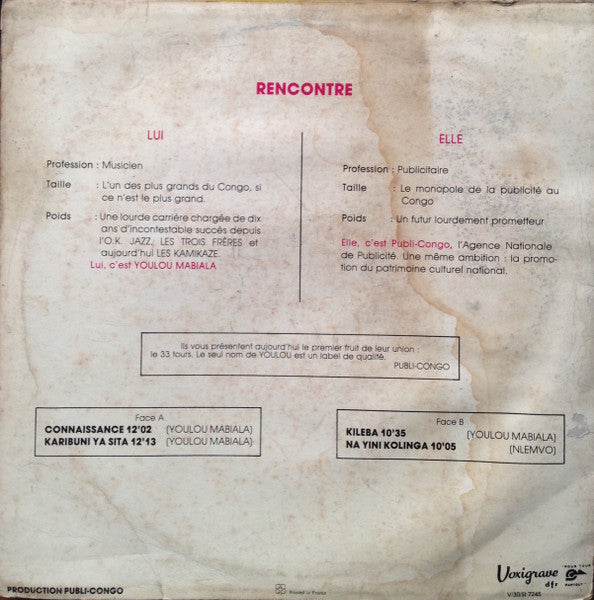 RENCONTRE
LUI
Profession : Musicien
Taille : L'un des plus grands du Congo, si
ce n'est le plus grand.
Poids : Une lourde carrière chargée de dix
ans d'incontestable succès depuis
l'O.K. JAZZ, LES TROIS FRÈRES et
aujourd'hui LES KAMIKAZE.
Lui, c'est YOULOU MABIALA
ELLE
Profession : Publicitaire
Taille : Le monopole de la publicité au
Congo
Poids : Un futur lourdement prometteur
Elle, c'est Publi-Congo, l'Agence Nationale
de Publicité. Une même ambition : la promo-
tion du patrimoine culturel national.
Ils vous présentent aujourd'hui le premier fruit de leur union :
le 33 tours. Le seul nom de YOULOU est un label de qualité.
PUBLI-CONGO
Face A
CONNAISSANCE 12'02 (YOULOU MABIALA)
KARIBUNI YA SITA 12'13 (YOULOU MABIALA)
Face B
KILEBA 10'35 (YOULOU MABIALA)
NA YINI KOLINGA 10'05 (NLEMVO)
PRODUCTION PUBLI-CONGO
Printed in France
Voxigrave
dfs
POUR TOUS
PARTOUT
V/30/St 7245